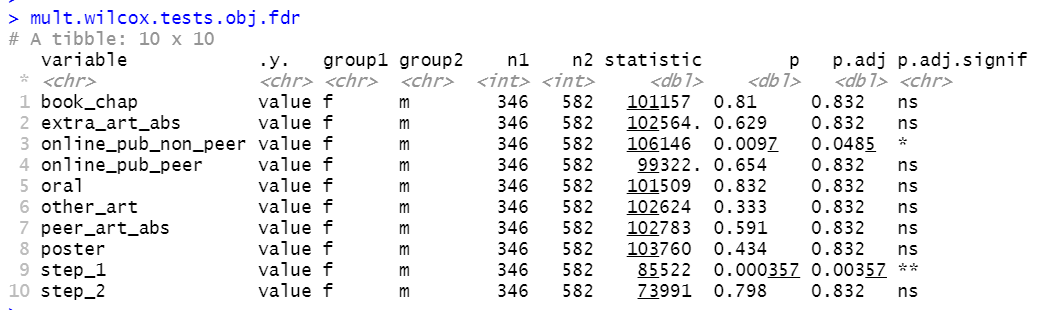 > mult.wilcox.tests.obj.fdr
# A tibble: 10 x 10
variable .y. group1 group2 n1 n2 statistic p p.adj p.adj.signif
* <chr> <chr> <chr> <chr> <int> <int> <dbl> <dbl> <dbl> <chr>
1 book_chap value f m 346 582 101157 0.81 0.832 ns
2 extra_art_abs value f m 346 582 102564. 0.629 0.832 ns
3 online_pub_non_peer value f m 346 582 106146 0.0097 0.0485 *
4 online_pub_peer value f m 346 582 99322. 0.654 0.832 ns
5 oral value f m 346 582 101509 0.832 0.832 ns
6 other_art value f m 346 582 102624 0.333 0.832 ns
7 peer_art_abs value f m 346 582 102783 0.591 0.832 ns
8 poster value f m 346 582 103760 0.434 0.832 ns
9 step_1 value f m 346 582 85522 0.000357 0.00357 **
10 step_2 value f m 346 582 73991 0.798 0.832 ns